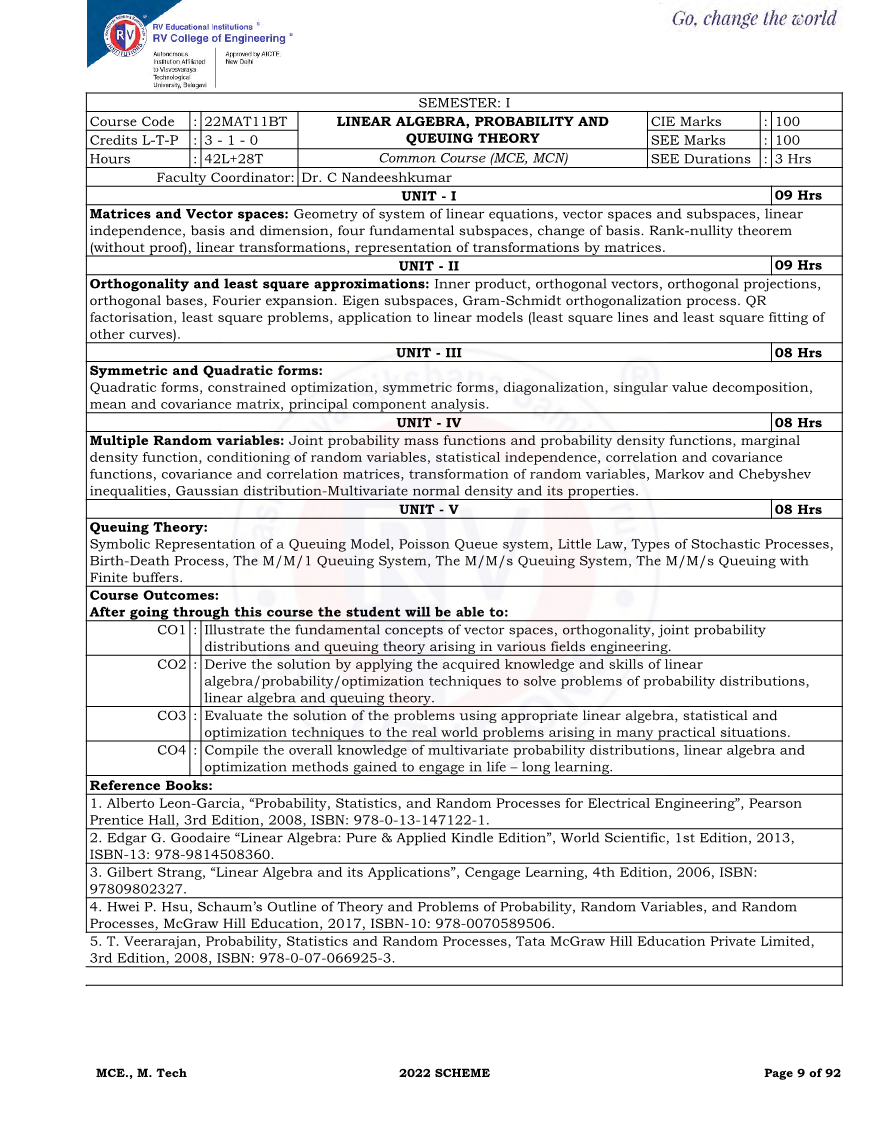 Go, change the world
RV Educational Institutions ®
RV College of Engineering ®
Autonomous
Institution Affiliated
to Visvesvaraya
Technological
University, Belagavi
Approved by AICTE,
New Delhi
SEMESTER: I
Course Code : 22MAT11BT LINEAR ALGEBRA, PROBABILITY AND CIE Marks : 100
Credits L-T-P : 3 - 1 - 0 QUEUING THEORY SEE Marks : 100
Hours : 42L+28T Common Course (MCE, MCN) SEE Durations : 3 Hrs
Faculty Coordinator: Dr. C Nandeeshkumar
UNIT - I 09 Hrs
Matrices and Vector spaces: Geometry of system of linear equations, vector spaces and subspaces, linear
independence, basis and dimension, four fundamental subspaces, change of basis. Rank-nullity theorem
(without proof), linear transformations, representation of transformations by matrices.
UNIT - II 09 Hrs
Orthogonality and least square approximations: Inner product, orthogonal vectors, orthogonal projections,
orthogonal bases, Fourier expansion. Eigen subspaces, Gram-Schmidt orthogonalization process. QR
factorisation, least square problems, application to linear models (least square lines and least square fitting of
other curves).
UNIT - III 08 Hrs
Symmetric and Quadratic forms:
Quadratic forms, constrained optimization, symmetric forms, diagonalization, singular value decomposition,
mean and covariance matrix, principal component analysis.
UNIT - IV 08 Hrs
Multiple Random variables: Joint probability mass functions and probability density functions, marginal
density function, conditioning of random variables, statistical independence, correlation and covariance
functions, covariance and correlation matrices, transformation of random variables, Markov and Chebyshev
inequalities, Gaussian distribution-Multivariate normal density and its properties.
UNIT - V 08 Hrs
Queuing Theory:
Symbolic Representation of a Queuing Model, Poisson Queue system, Little Law, Types of Stochastic Processes,
Birth-Death Process, The M/M/1 Queuing System, The M/M/s Queuing System, The M/M/s Queuing with
Finite buffers.
Course Outcomes:
After going through this course the student will be able to:
CO1 : Illustrate the fundamental concepts of vector spaces, orthogonality, joint probability
distributions and queuing theory arising in various fields engineering.
CO2 : Derive the solution by applying the acquired knowledge and skills of linear
algebra/probability/optimization techniques to solve problems of probability distributions,
linear algebra and queuing theory.
CO3 : Evaluate the solution of the problems using appropriate linear algebra, statistical and
optimization techniques to the real world problems arising in many practical situations.
CO4 : Compile the overall knowledge of multivariate probability distributions, linear algebra and
optimization methods gained to engage in life – long learning.
Reference Books:
1. Alberto Leon-Garcia, “Probability, Statistics, and Random Processes for Electrical Engineering”, Pearson
Prentice Hall, 3rd Edition, 2008, ISBN: 978-0-13-147122-1.
2. Edgar G. Goodaire “Linear Algebra: Pure & Applied Kindle Edition”, World Scientific, 1st Edition, 2013,
ISBN-13: 978-9814508360.
3. Gilbert Strang, “Linear Algebra and its Applications”, Cengage Learning, 4th Edition, 2006, ISBN:
97809802327.
4. Hwei P. Hsu, Schaum’s Outline of Theory and Problems of Probability, Random Variables, and Random
Processes, McGraw Hill Education, 2017, ISBN-10: 978-0070589506.
5. T. Veerarajan, Probability, Statistics and Random Processes, Tata McGraw Hill Education Private Limited,
3rd Edition, 2008, ISBN: 978-0-07-066925-3.
MCE., M. Tech 2022 SCHEME Page 9 of 92